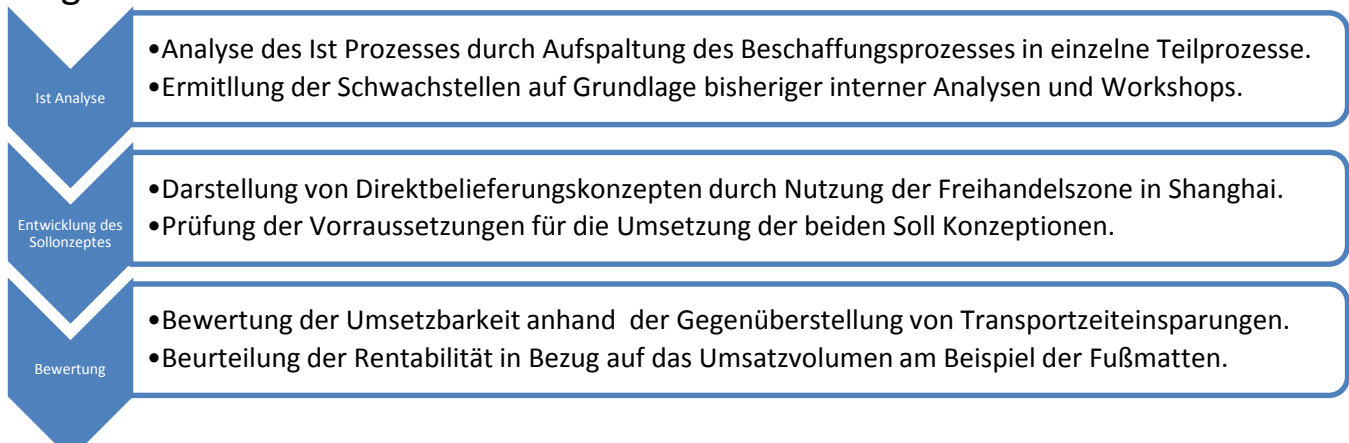 Ist Analyse
•Analyse des Ist Prozesses durch Aufspaltung des Beschaffungsprozesses in einzelne Teilprozesse.
•Ermitllung der Schwachstellen auf Grundlage bisheriger interner Analysen und Workshops.
Entwicklung des
Sollonzeptes
•Darstellung von Direktbelieferungskonzepten durch Nutzung der Freihandelszone in Shanghai.
•Prüfung der Vorraussetzungen für die Umsetzung der beiden Soll Konzeptionen.
Bewertung
•Bewertung der Umsetzbarkeit anhand der Gegenüberstellung von Transportzeiteinsparungen.
•Beurteilung der Rentabilität in Bezug auf das Umsatzvolumen am Beispiel der Fußmatten.